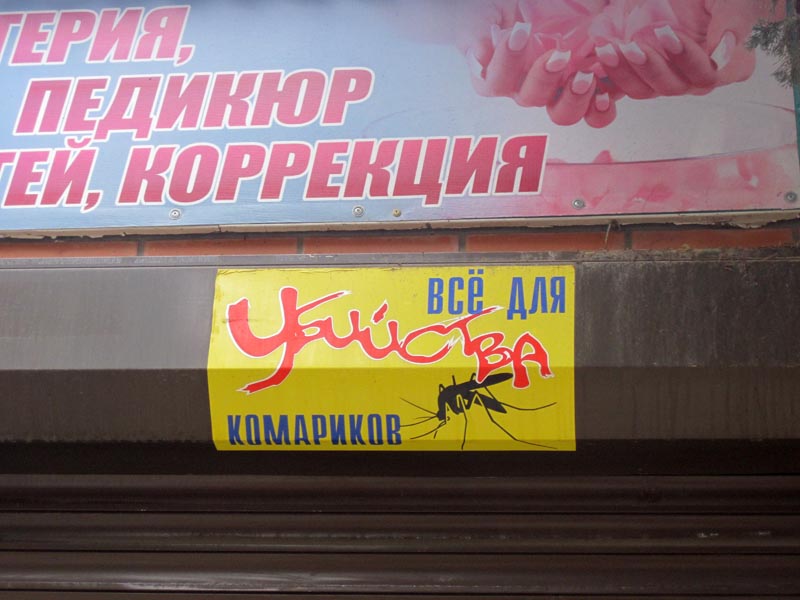 ТЕРИЯ,
ПЕДИКЮР
ТЕЙ, КОРРЕКЦИЯ
ВСЁ ДЛЯ
Убийства
КОМАРИКОВ